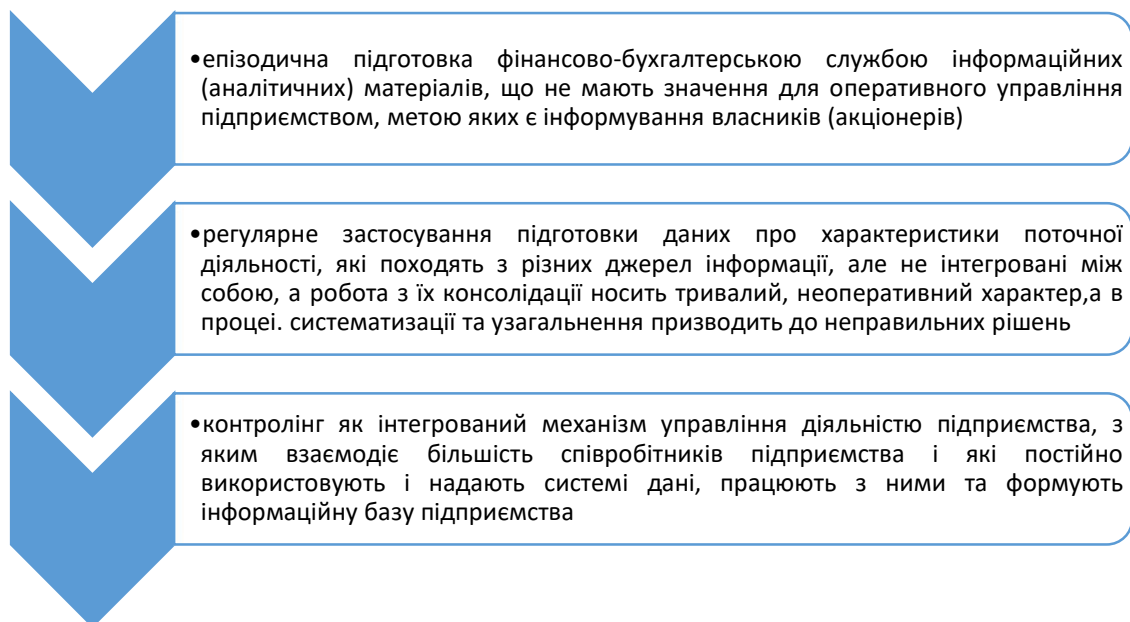 •епізодична підготовка фінансово-бухгалтерською службою інформаційних
(аналітичних) матеріалів, що не мають значення для оперативного управління
підприємством, метою яких є інформування власників (акціонерів)
•регулярне застосування підготовки даних про характеристики поточної
діяльності, які походять з різних джерел інформації, але не інтегровані між
собою, а робота з їх консолідації носить тривалий, неоперативний характер,а в
процеі. систематизації та узагальнення призводить до неправильних рішень
•контролінг як інтегрований механізм управління діяльністю підприємства, з
яким взаємодіє більшість співробітників підприємства і які постійно
використовують і надають системі дані, працюють з ними та формують
інформаційну базу підприємства